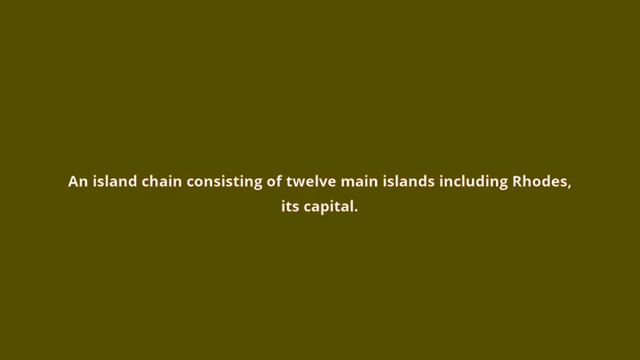 An island chain consisting of twelve main islands including Rhodes,
its capital.